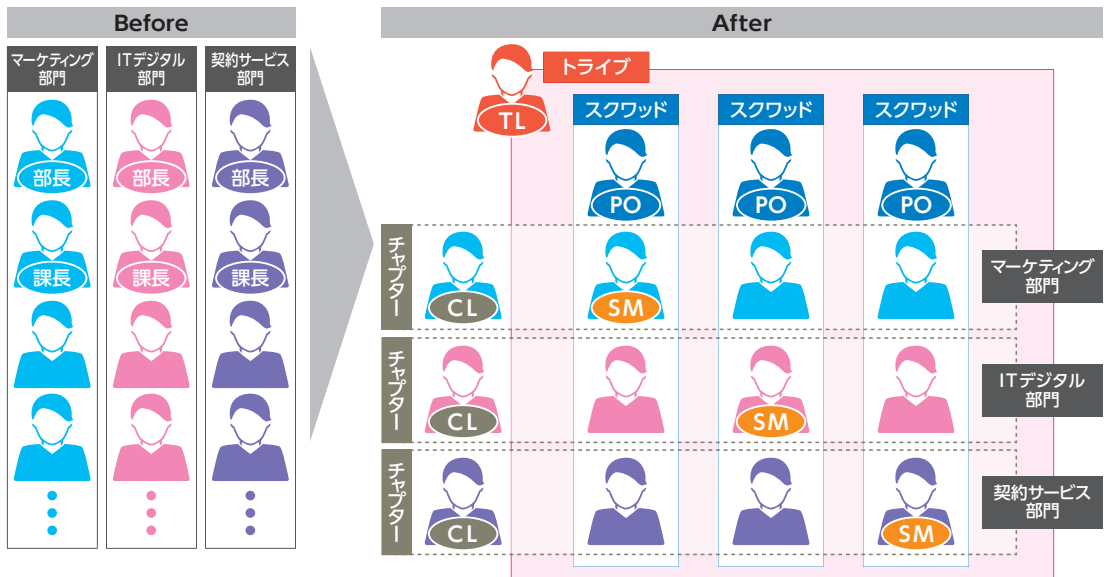 Before
マーケティング
部門
ITデジタル
部門
契約サービス
部門
部長
部長
部長
課長
課長
課長
After
トライブ
TL
スクワッド
スクワッド
スクワッド
PO
PO
PO
チャプター
CL
SM
マーケティング
部門
チャプター
CL
SM
ITデジタル
部門
チャプター
CL
SM
契約サービス
部門